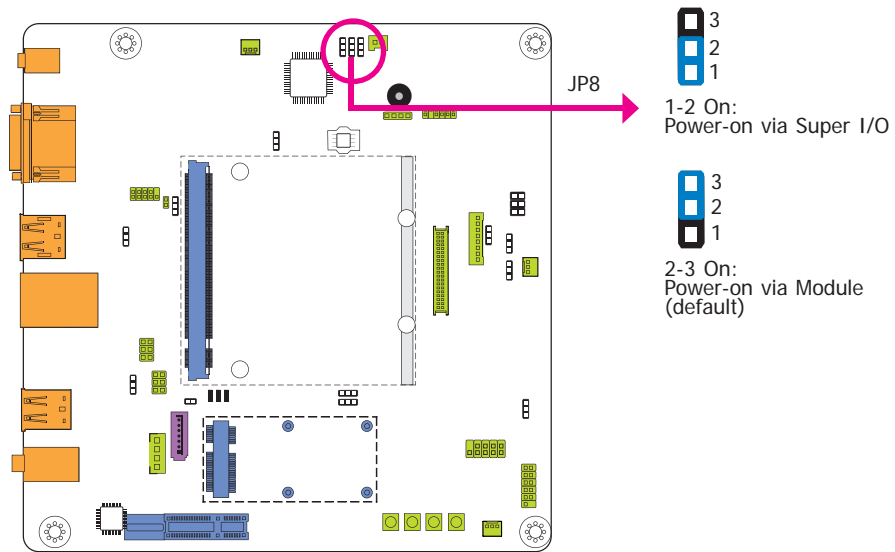 JP8
3
2
1
1-2 On:
Power-on via Super I/O
3
2
1
2-3 On:
Power-on via Module
(default)